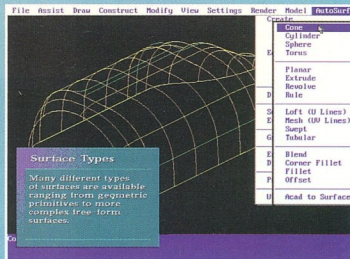 File Assist Draw Construct Modify View Settings Render Model AutoSurf
Create
Cone
Cylinder
Sphere
Torus
Planar
Extrude
Revolve
Rule
Loft (U Lines)
Mesh (UV Lines)
Swept
Tubular
Blend
Corner Fillet
Fillet
Offset
Acad to Surface
Surface Types
Many different types
of surfaces are available
ranging from geometric
primitives to more
complex free-form
surfaces.